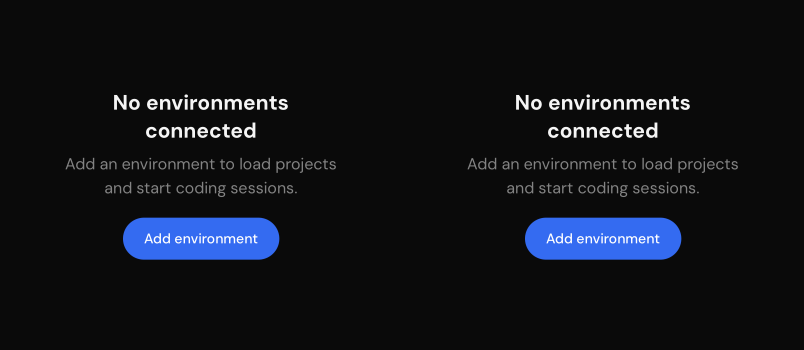 No environments
connected
Add an environment to load projects
and start coding sessions.
Add environment
No environments
connected
Add an environment to load projects
and start coding sessions.
Add environment